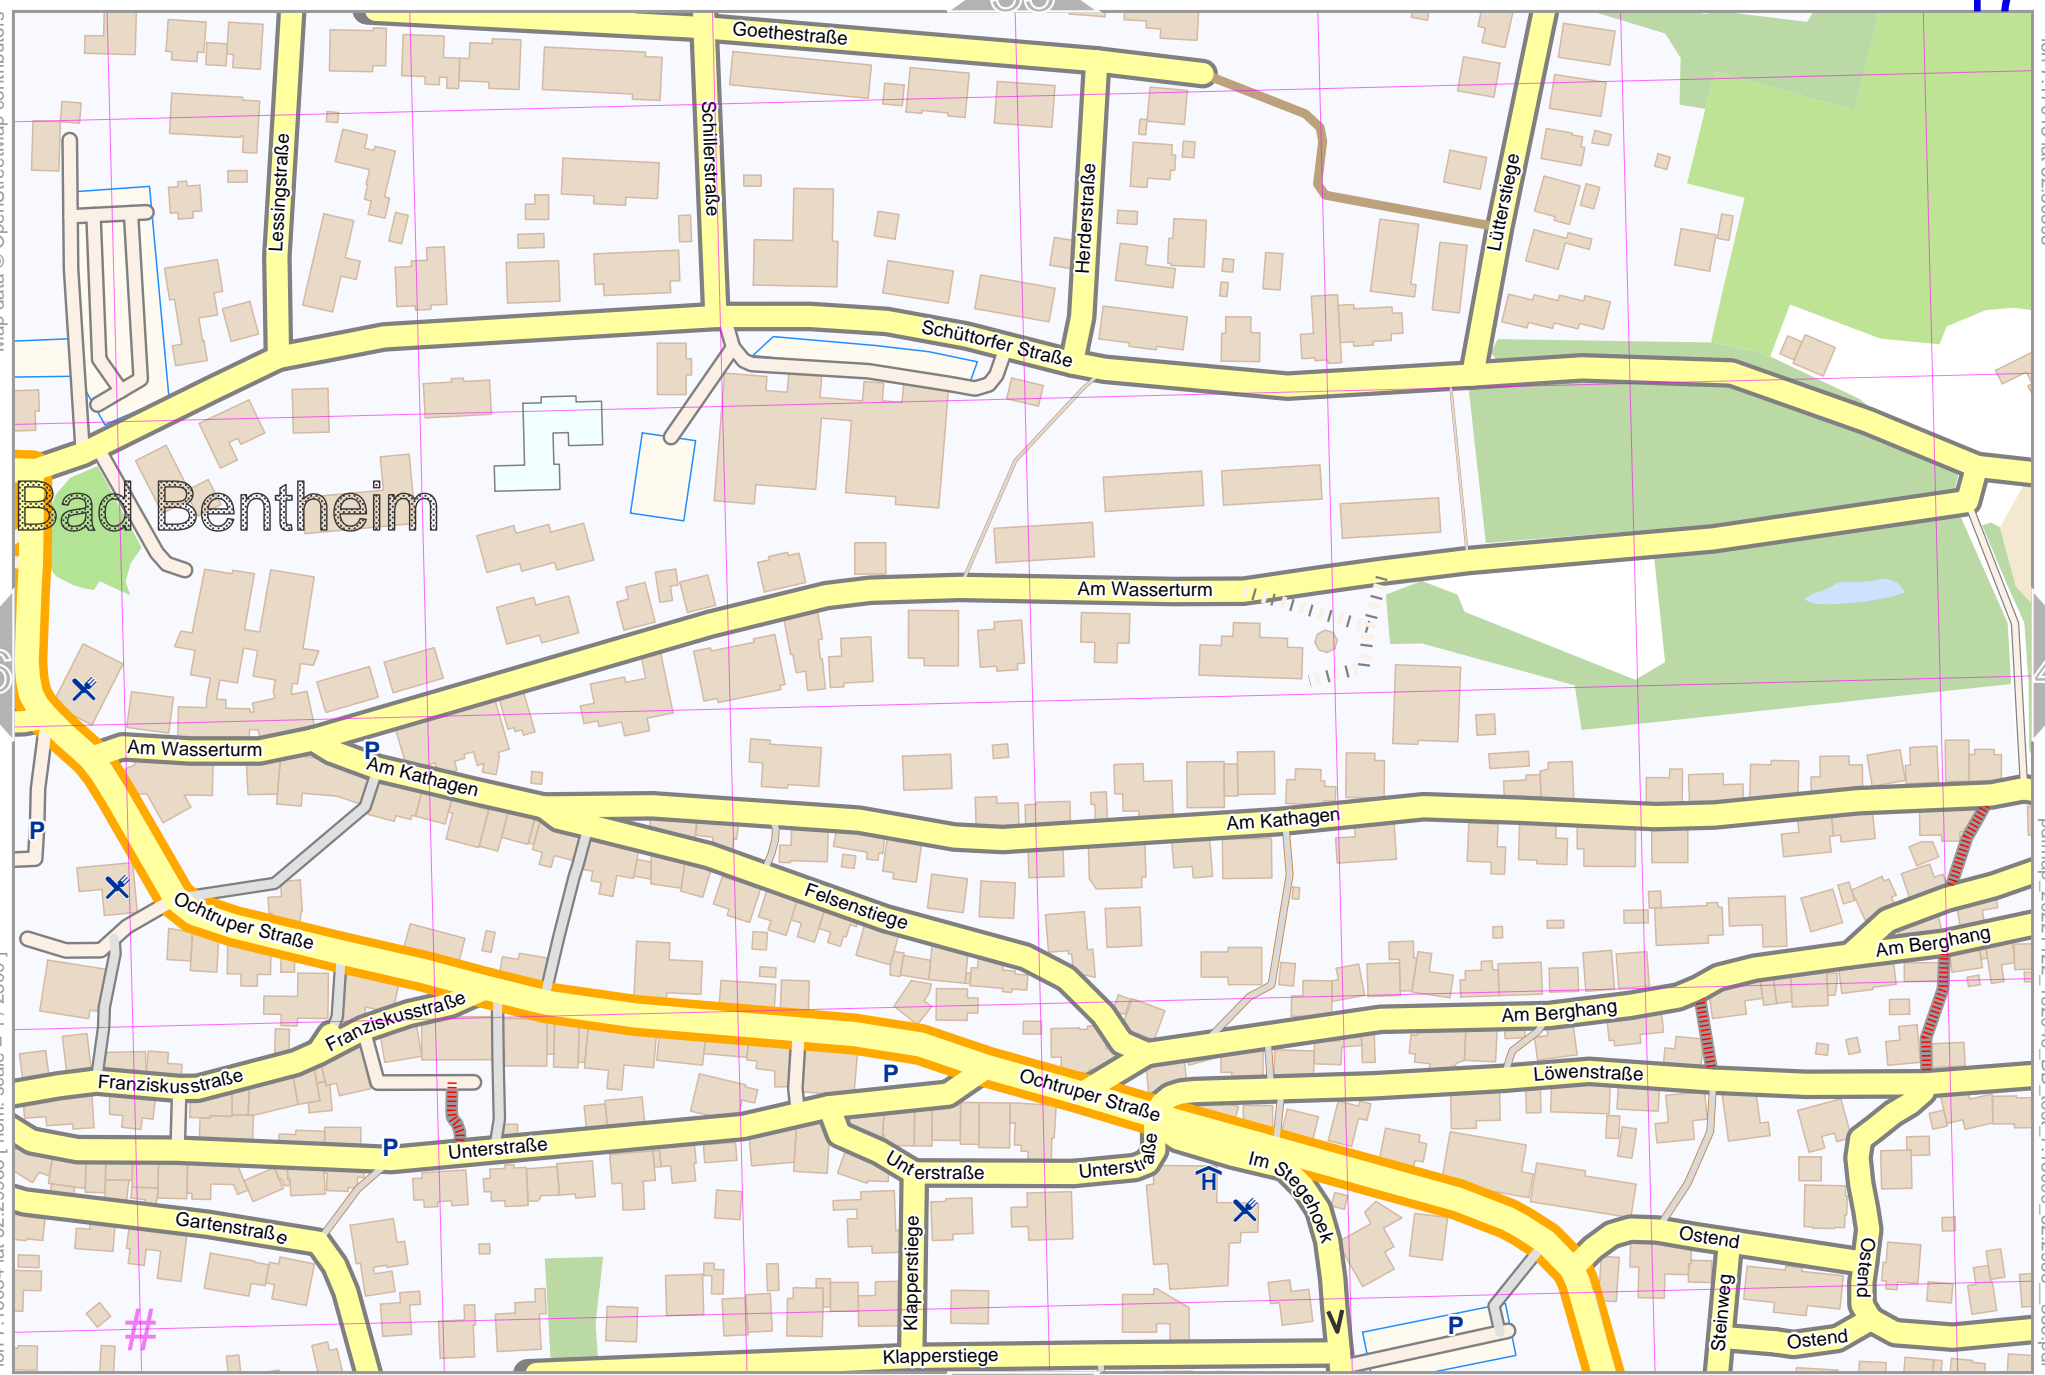 Goethestraße
Schillerstraße
Lessingstraße
Herderstraße
Lütterstiege
Schüttorfer Straße
Bad Bentheim
Am Wasserturm
Am Wasserturm
P
Am Kathagen
Am Kathagen
P
Felsenstiege
Ochtruper Straße
Am Berghang
Franziskusstraße
Am Berghang
P
Ochtruper Straße
Löwenstraße
Franziskusstraße
P
Unterstraße
Unterstraße
Unterstraße
Unterstraße
H
Im Stegehoek
Gartenstraße
Klapperstiege
Ostend
Ostend
Steinweg
P
#
Ostend
Klapperstiege